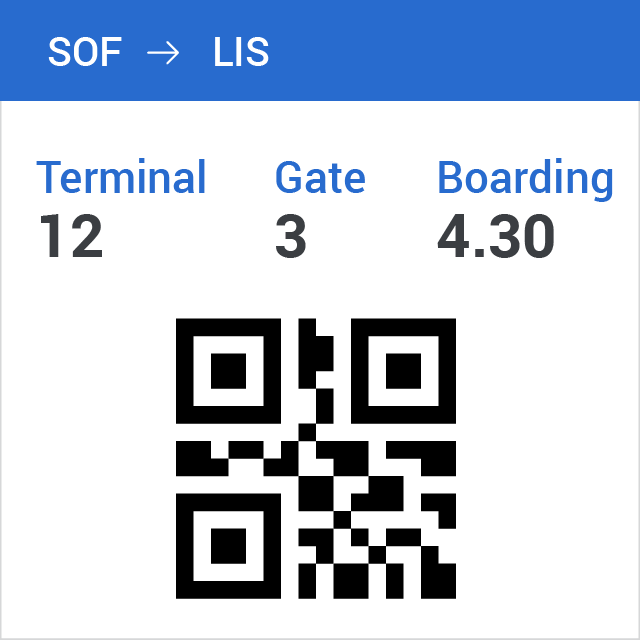 SOF → LIS
Terminal Gate Boarding
12 3 4.30